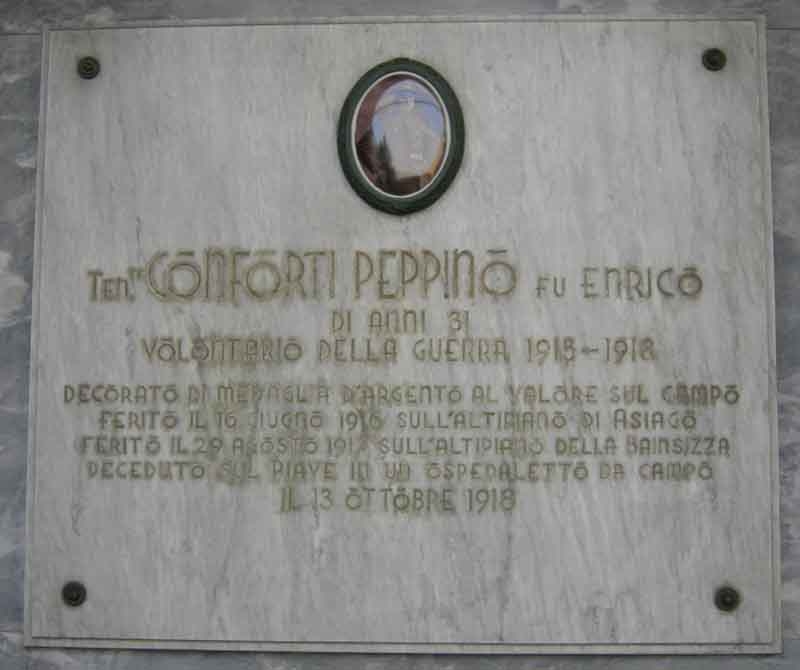 TEN.TE CONFORTI PEPPINO FU ENRICO
DI ANNI 31
VOLONTARIO DELLA GUERRA 1915-1918
DECORATO DI MEDAGLIA D'ARGENTO AL VALORE SUL CAMPO
FERITO IL 16 GIUGNO 1916 SULL'ALTIPIANO DI ASIAGO
FERITO IL 29 AGOSTO 1917 SULL'ALTIPIANO DELLA BAINSIZZA
DECEDUTO SUL PIAVE IN UN OSPEDALETTO DA CAMPO
IL 13 OTTOBRE 1918